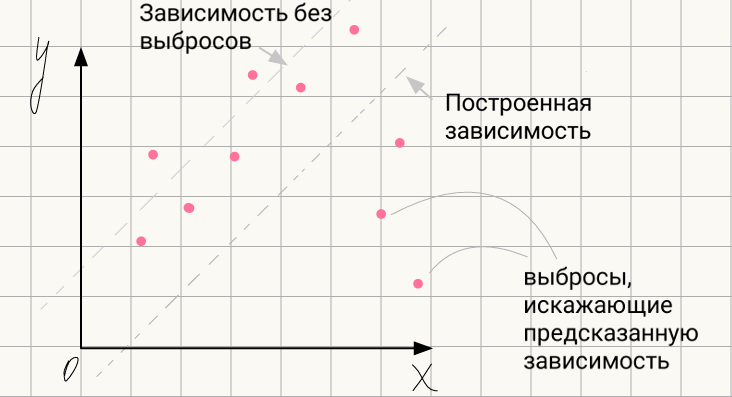 Зависимость без
выбросов
y
Построенная
зависимость
выбросы,
искажающие
предсказанную
зависимость
0
x